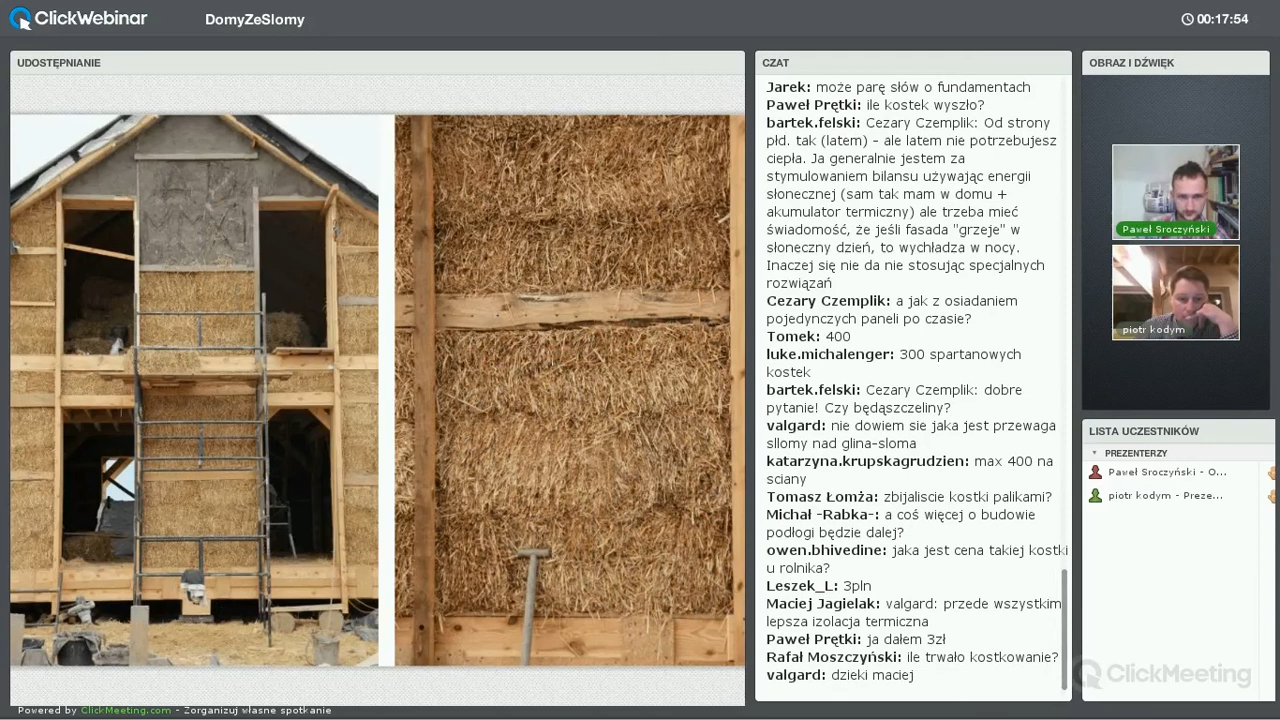 ClickWebinar
DomyZeSlomy
00:17:54
UDOSTĘPNIANIE
CZAT
Jarek: może parę słów o fundamentach
Paweł Prętki: ile kostek wyszło?
bartek.felski: Cezary Czemplik: Od strony
płd. tak (latem) - ale latem nie potrzebujesz
ciepła. Ja generalnie jestem za
stymulowaniem bilansu używając energii
słonecznej (sam tak mam w domu +
akumulator termiczny) ale trzeba mieć
świadomość, że jeśli fasada "grzeje" w
słoneczny dzień, to wychładza w nocy.
Inaczej się nie da nie stosując specjalnych
rozwiązań
Cezary Czemplik: a jak z osiadaniem
pojedynczych paneli po czasie?
Tomek: 400
luke.michalenger: 300 spartanowych
kostek
bartek.felski: Cezary Czemplik: dobre
pytanie! Czy będąszczeliny?
valgard: nie dowiem sie jaka jest przewaga
sllomy nad glina-sloma
katarzyna.krupskagrudzien: max 400 na
sciany
Tomasz Łomża: zbijaliscie kostki palikami?
Michał -Rabka-: a coś więcej o budowie
podłogi będzie dalej?
owen.bhivedine: jaka jest cena takiej kostki
u rolnika?
Leszek_L: 3pln
Maciej Jagielak: valgard: przede wszystkim
lepsza izolacja termiczna
Paweł Prętki: ja dałem 3zł
Rafał Moszczyński: ile trwało kostkowanie?
valgard: dzieki maciej
OBRAZ I DŹWIĘK
Paweł Sroczyński
piotr kodym
LISTA UCZESTNIKÓW
PREZENTERZY
Paweł Sroczyński - O...
piotr kodym - Preze...
ClickMeeting
Powered by ClickMeeting.com - Zorganizuj własne spotkanie